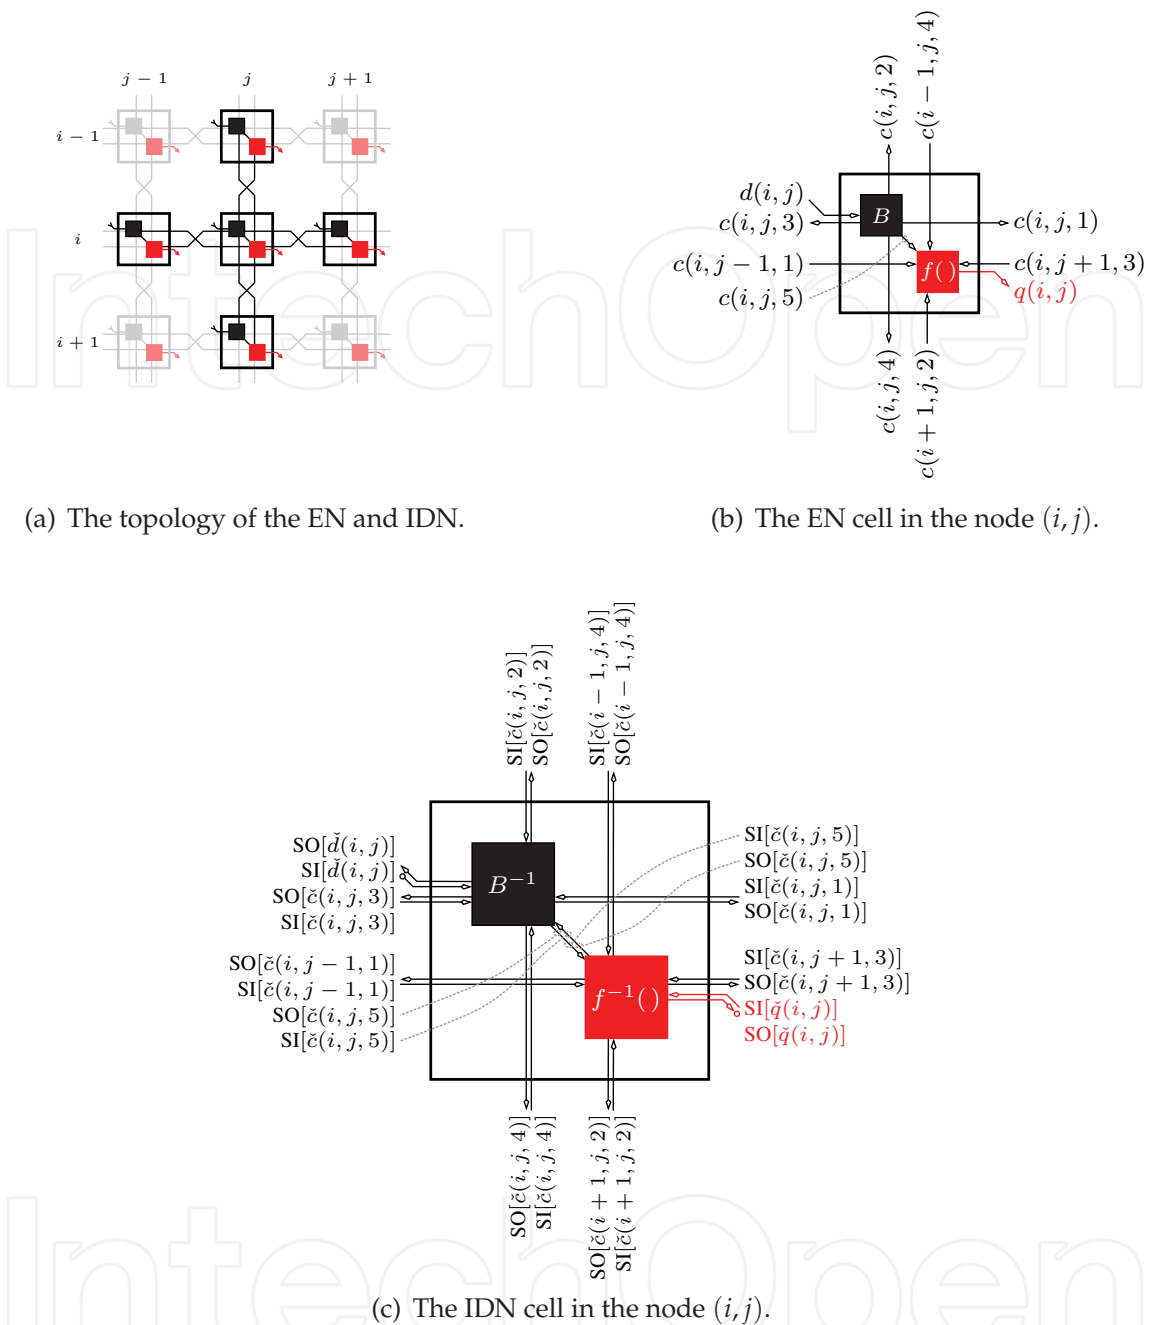 j − 1 j j + 1
i − 1
i
i + 1
c(i, j, 2)
c(i − 1, j, 4)
d(i, j)
B
c(i, j, 3)
c(i, j, 1)
c(i, j − 1, 1)
f()
c(i, j + 1, 3)
c(i, j, 5)
q(i, j)
c(i, j, 4)
c(i + 1, j, 2)
(a) The topology of the EN and IDN.
(b) The EN cell in the node (i, j).
SI[č(i, j, 2)]
SO[č(i, j, 2)]
SI[č(i − 1, j, 4)]
SO[č(i − 1, j, 4)]
SO[ď(i, j)]
SI[ď(i, j)]
SO[č(i, j, 3)]
SI[č(i, j, 3)]
B⁻¹
SI[č(i, j, 5)]
SO[č(i, j, 5)]
SI[č(i, j, 1)]
SO[č(i, j, 1)]
SO[č(i, j − 1, 1)]
SI[č(i, j − 1, 1)]
SO[č(i, j, 5)]
SI[č(i, j, 5)]
f⁻¹()
SI[č(i, j + 1, 3)]
SO[č(i, j + 1, 3)]
SI[q̌(i, j)]
SO[q̌(i, j)]
SO[č(i, j, 4)]
SI[č(i, j, 4)]
SO[č(i + 1, j, 2)]
SI[č(i + 1, j, 2)]
(c) The IDN cell in the node (i, j).
IntechOpen
IntechOpen